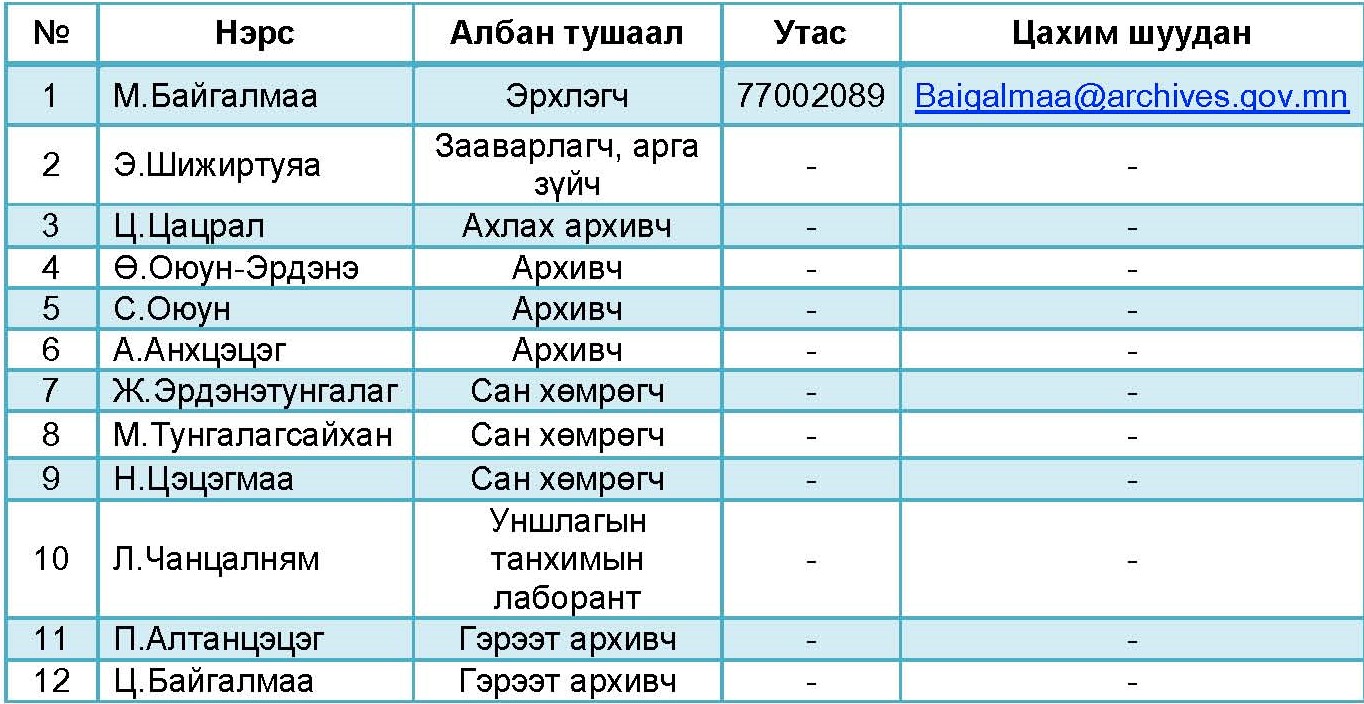 № Нэрс Албан тушаал Утас Цахим шуудан
1 М.Байгалмаа Эрхлэгч 77002089 Baigalmaa@archives.gov.mn
2 Э.Шижиртуяа Зааварлагч, арга зүйч - -
3 Ц.Цацрал Ахлах архивч - -
4 Ө.Оюун-Эрдэнэ Архивч - -
5 С.Оюун Архивч - -
6 А.Анхцэцэг Архивч - -
7 Ж.Эрдэнэтунгалаг Сан хөмрөгч - -
8 М.Тунгалагсайхан Сан хөмрөгч - -
9 Н.Цэцэгмаа Сан хөмрөгч - -
10 Л.Чанцалням Уншлагын танхимын лаборант - -
11 П.Алтанцэцэг Гэрээт архивч - -
12 Ц.Байгалмаа Гэрээт архивч - -